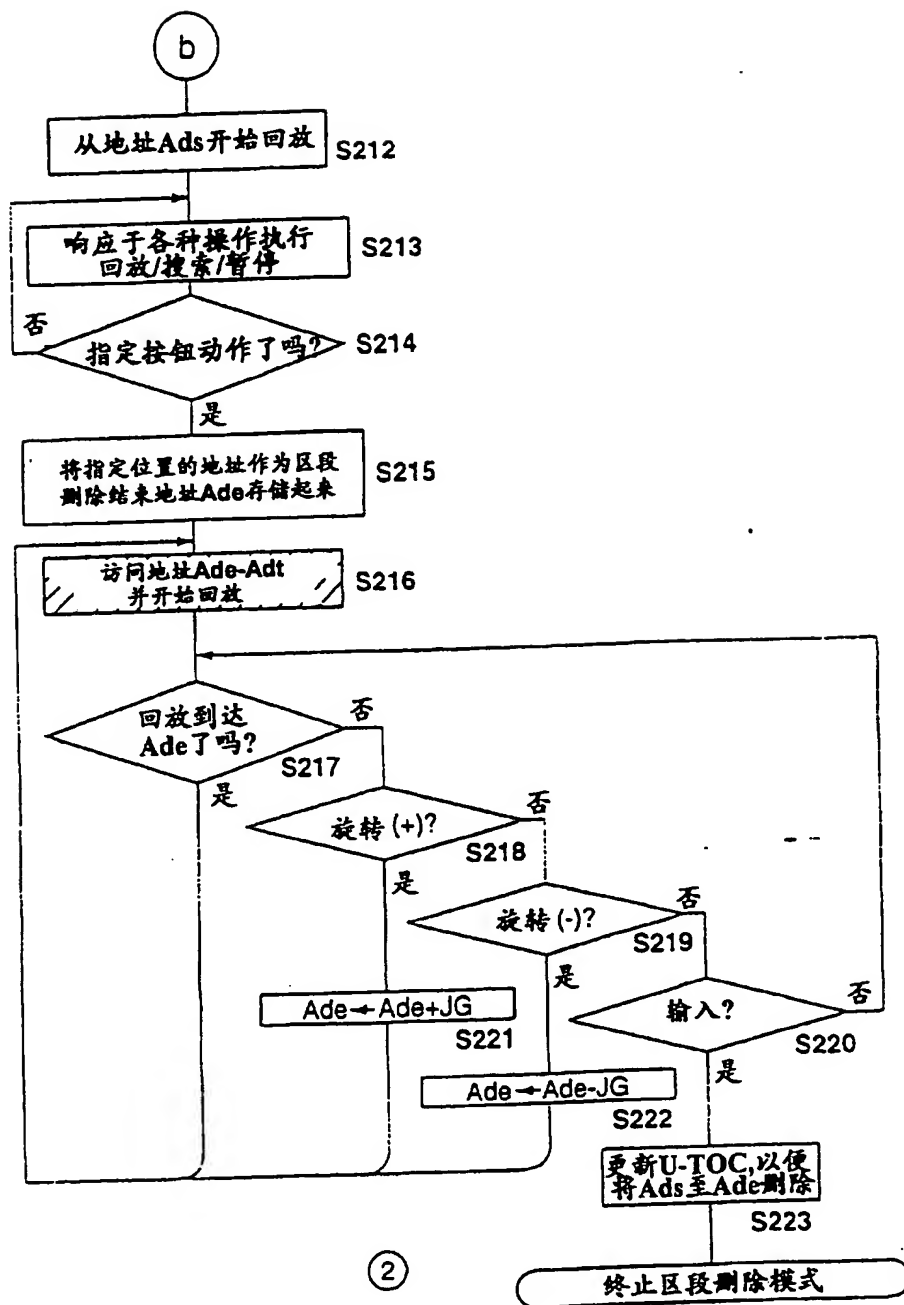 b
从地址Ads开始回放
S212
响应于各种操作执行
回放/搜索/暂停
S213
否
指定按钮动作了吗?
S214
是
将指定位置的地址作为区段
删除结束地址Ade存储起来
S215
访问地址Ade-Adt
并开始回放
S216
回放到达
Ade了吗?
否
S217
是
旋转(+)?
否
S218
是
旋转(-)?
否
S219
是
Ade←Ade+JG
S221
输入?
否
S220
是
Ade←Ade-JG
S222
更新U-TOC,以便
将Ads至Ade删除
S223
②
终止区段删除模式